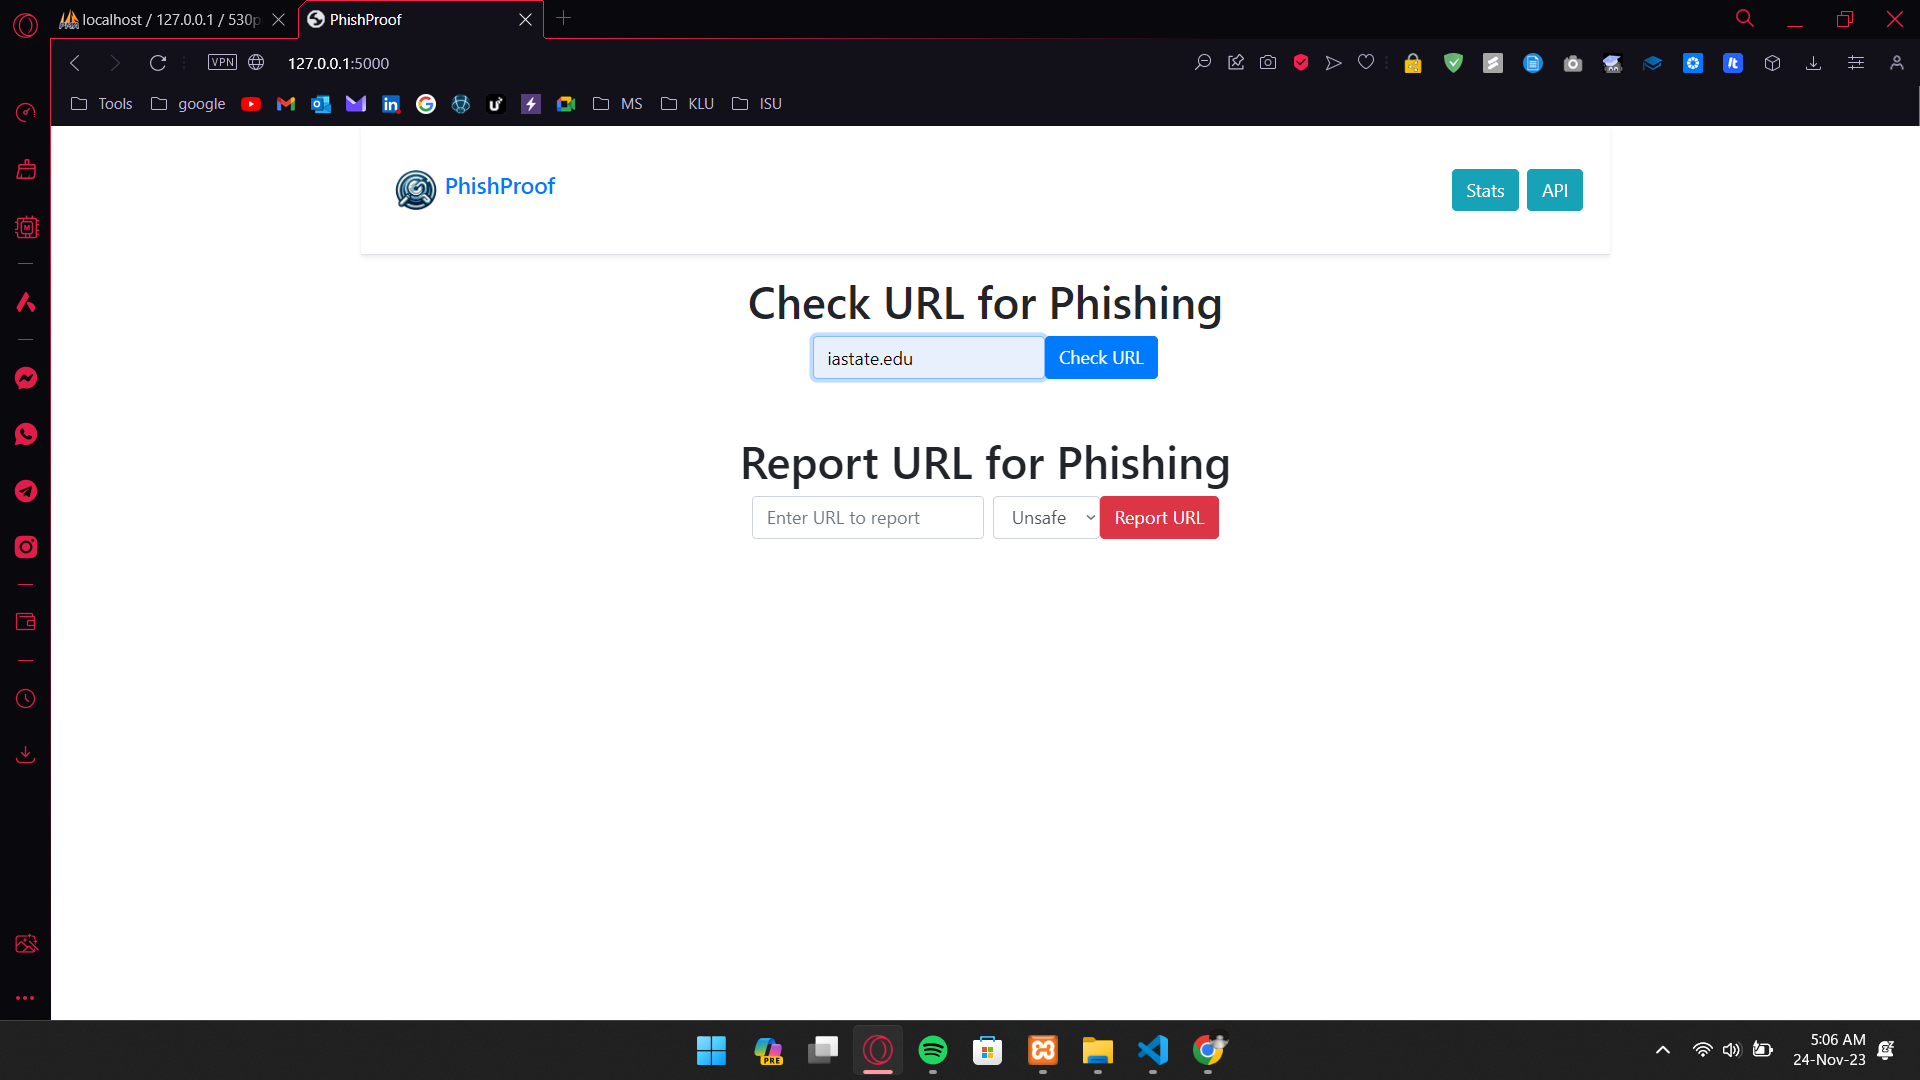 localhost / 127.0.0.1 / 530p
PhishProof
VPN
127.0.0.1:5000
Tools
google
MS
KLU
ISU
PhishProof
Stats
API
Check URL for Phishing
iastate.edu
Check URL
Report URL for Phishing
Enter URL to report
Unsafe
Report URL
PRE
5:06 AM
24-Nov-23